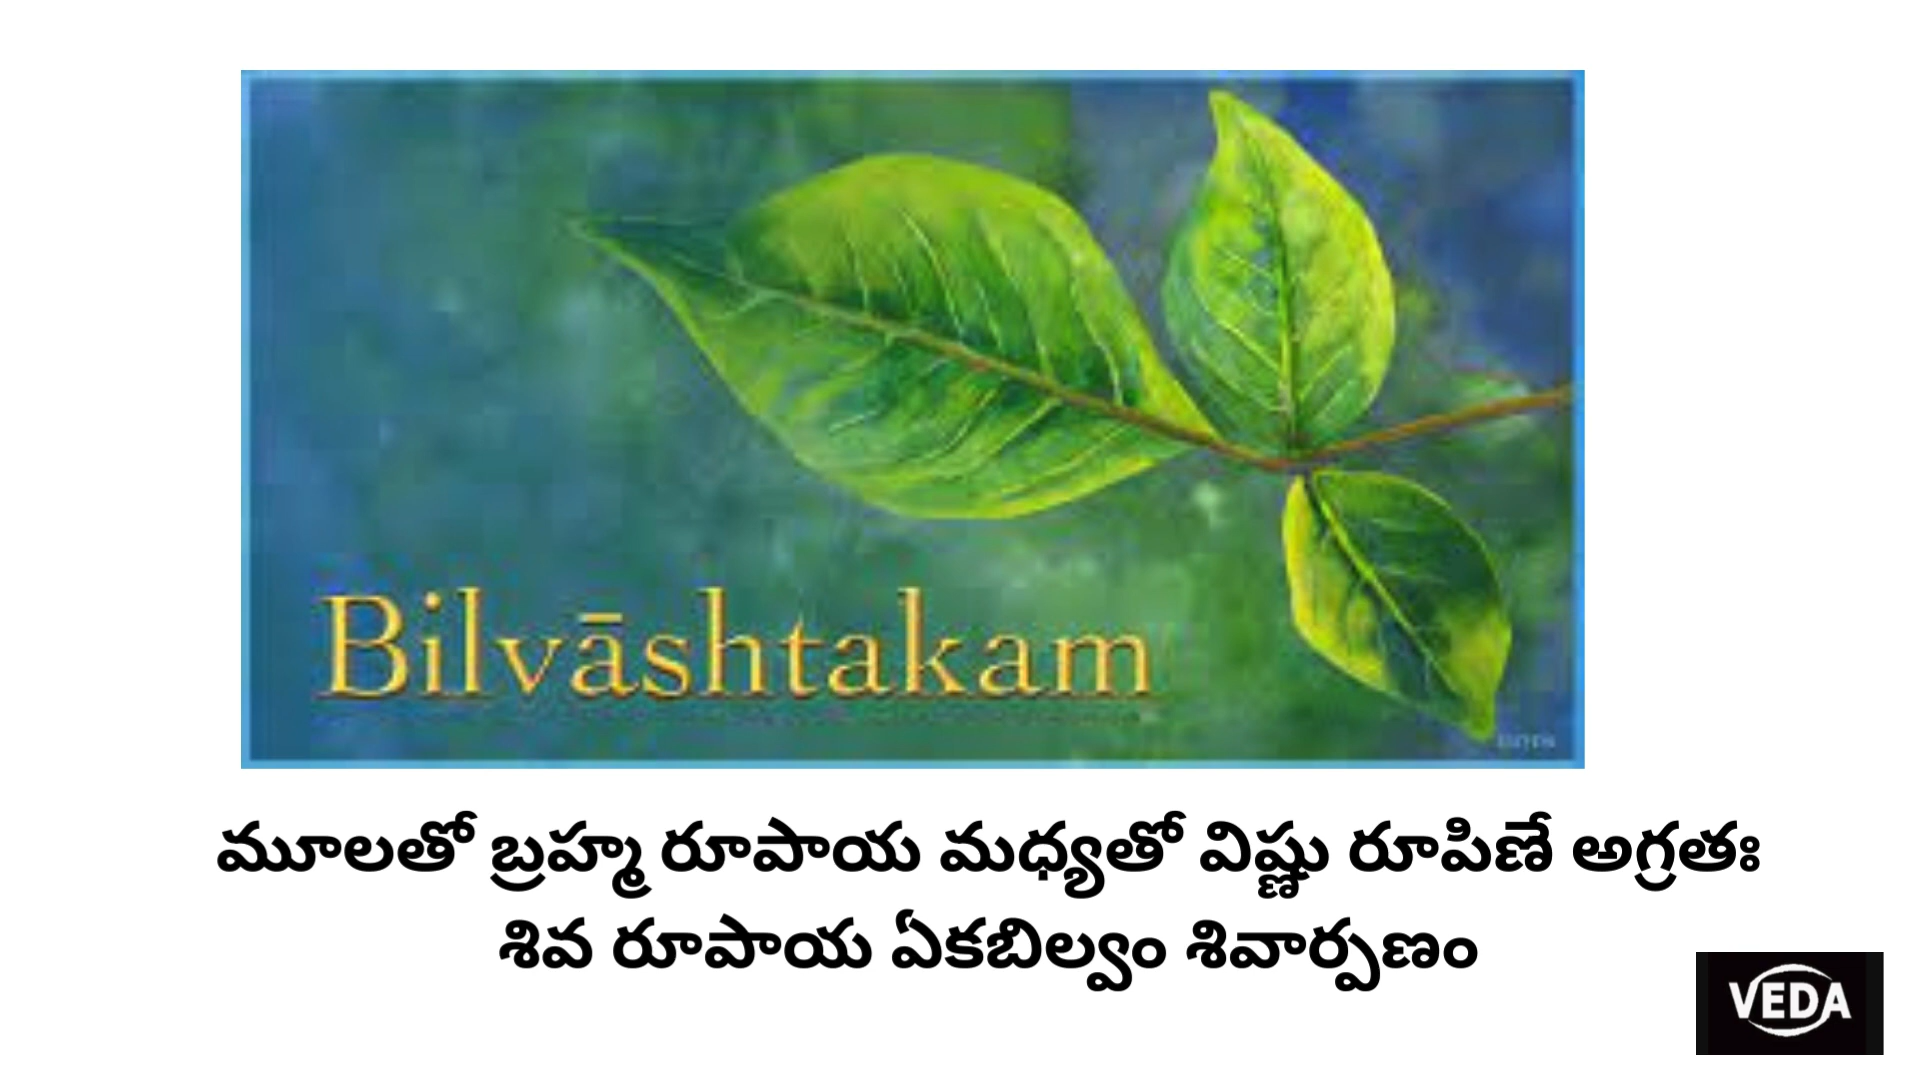 Bilvāshtakam
మూలతో బ్రహ్మ రూపాయ మధ్యతో విష్ణు రూపిణే అగ్రతః
శివ రూపాయ ఏకబిల్వం శివార్పణం
VEDA